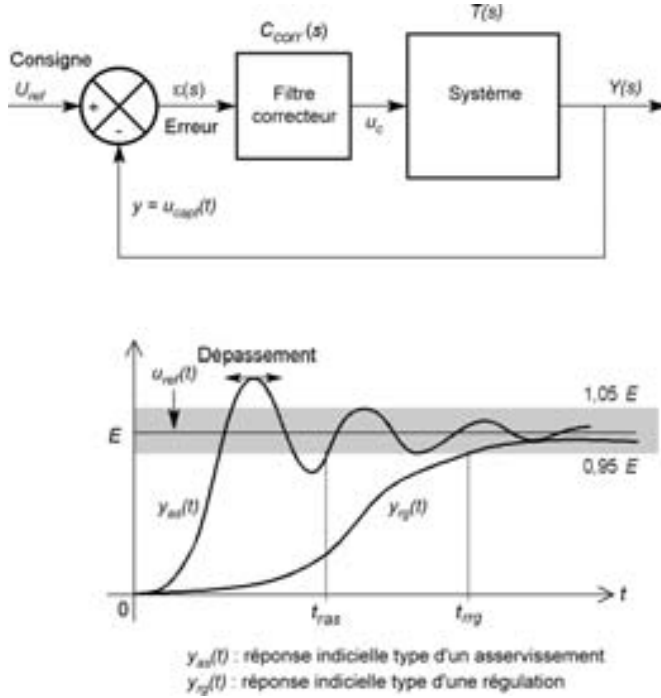 C_corr (s)
T(s)
Consigne
U_ref
+
-
ε(s)
Erreur
Filtre
correcteur
u_c
Système
Y(s)
y = u_capt(t)
Dépassement
u_ref(t)
1,05 E
E
0,95 E
y_as(t)
y_rg(t)
0
t_ras
t_rrg
t
y_as(t) : réponse indicielle type d'un asservissement
y_rg(t) : réponse indicielle type d'une régulation